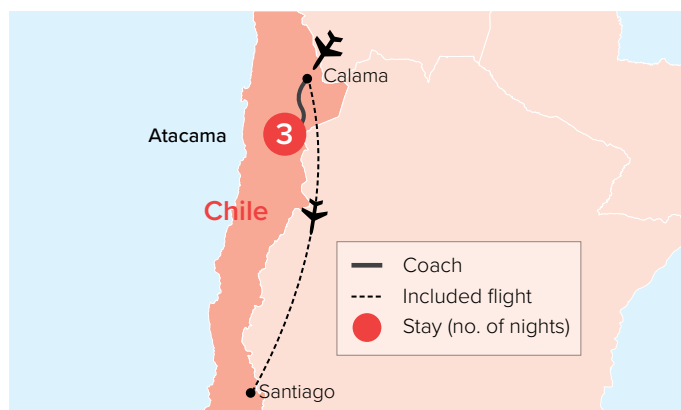 Calama
Atacama
3
Chile
Coach
Included flight
Stay (no. of nights)
Santiago